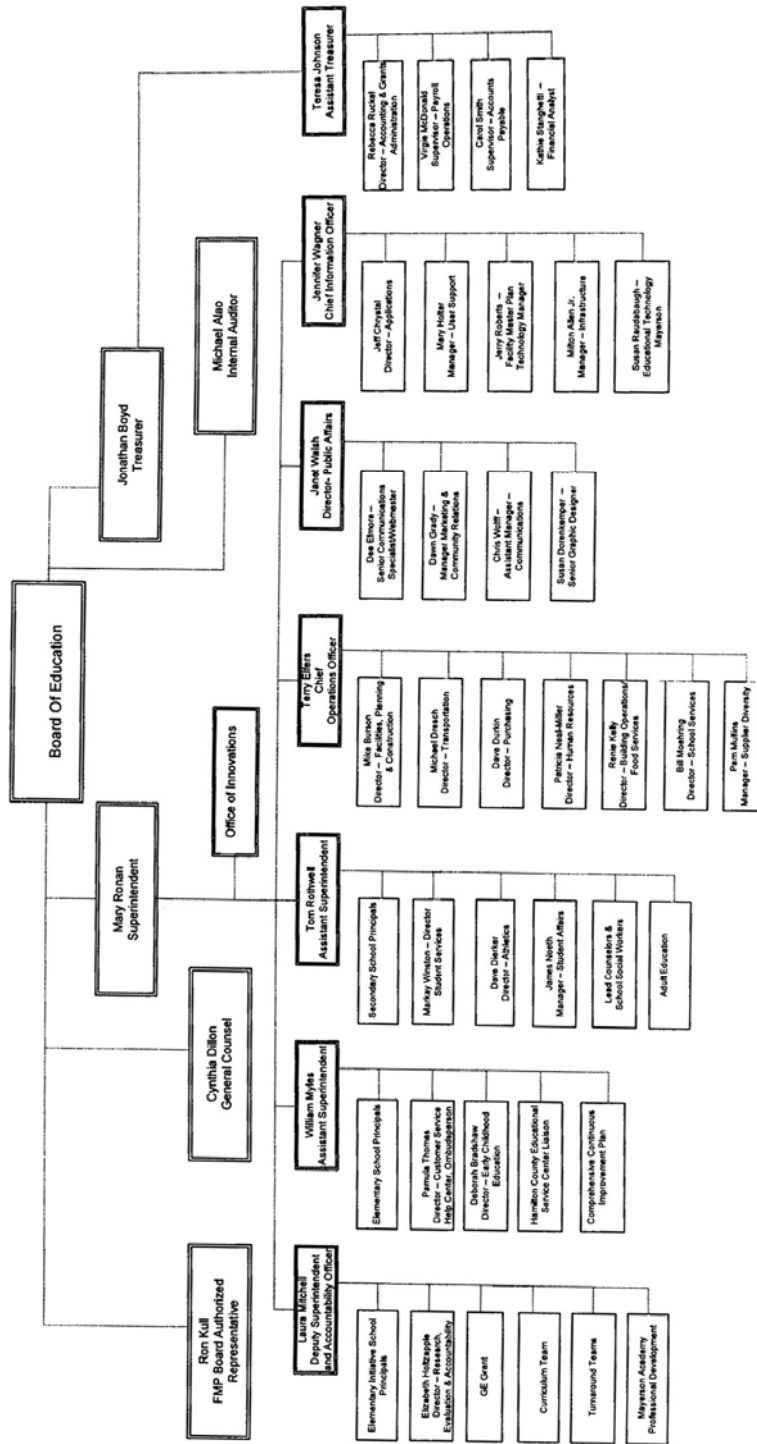 Board Of Education
Ron Kull
FMP Board Authorized
Representative
Cynthia Dillon
General Counsel
Mary Ronan
Superintendent
Jonathan Boyd
Treasurer
Michael Alao
Internal Auditor
Office of Innovations
Laura Mitchell
Deputy Superintendent
and Accountability Officer
Elementary Initiative School
Principals
Elizabeth Holtzapple
Director – Research,
Evaluation & Accountability
GE Grant
Curriculum Team
Turnaround Teams
Mayerson Academy
Professional Development
William Myles
Assistant Superintendent
Elementary School Principals
Pamula Thomas
Director – Customer Service
Help Center, Ombudsperson
Deborah Bradshaw
Director – Early Childhood
Education
Hamilton County Educational
Service Center Liaison
Comprehensive Continuous
Improvement Plan
Tom Rothwell
Assistant Superintendent
Secondary School Principals
Markay Winston – Director
Student Services
Dave Dierker
Director – Athletics
James Noeth
Manager – Student Affairs
Lead Counselors &
School Social Workers
Adult Education
Terry Elfers
Chief
Operations Officer
Mike Burson
Director – Facilities, Planning
& Construction
Michael Dresch
Director – Transportation
Dave Durkin
Director – Purchasing
Patricia Neal-Miller
Director – Human Resources
Renie Kelly
Director – Building Operations/
Food Services
Bill Moehring
Director – School Services
Pam Mullins
Manager – Supplier Diversity
Janet Walsh
Director- Public Affairs
Dee Elmore –
Senior Communications
Specialist/Webmaster
Dawn Grady –
Manager Marketing &
Community Relations
Chris Wolff –
Assistant Manager –
Communications
Susan Dorenkemper –
Senior Graphic Designer
Jennifer Wagner
Chief Information Officer
Jeff Chrystal
Director – Applications
Mary Holter
Manager – User Support
Jerry Roberts –
Facility Master Plan
Technology Manager
Milton Allen Jr.
Manager – Infrastructure
Susan Raudabaugh –
Educational Technology
Mayerson
Teresa Johnson
Assistant Treasurer
Rebecca Ruckel
Director – Accounting & Grants
Administration
Virgie McDonald
Supervisor – Payroll
Operations
Carol Smith
Supervisor – Accounts
Payable
Kathie Stanghetti –
Financial Analyst